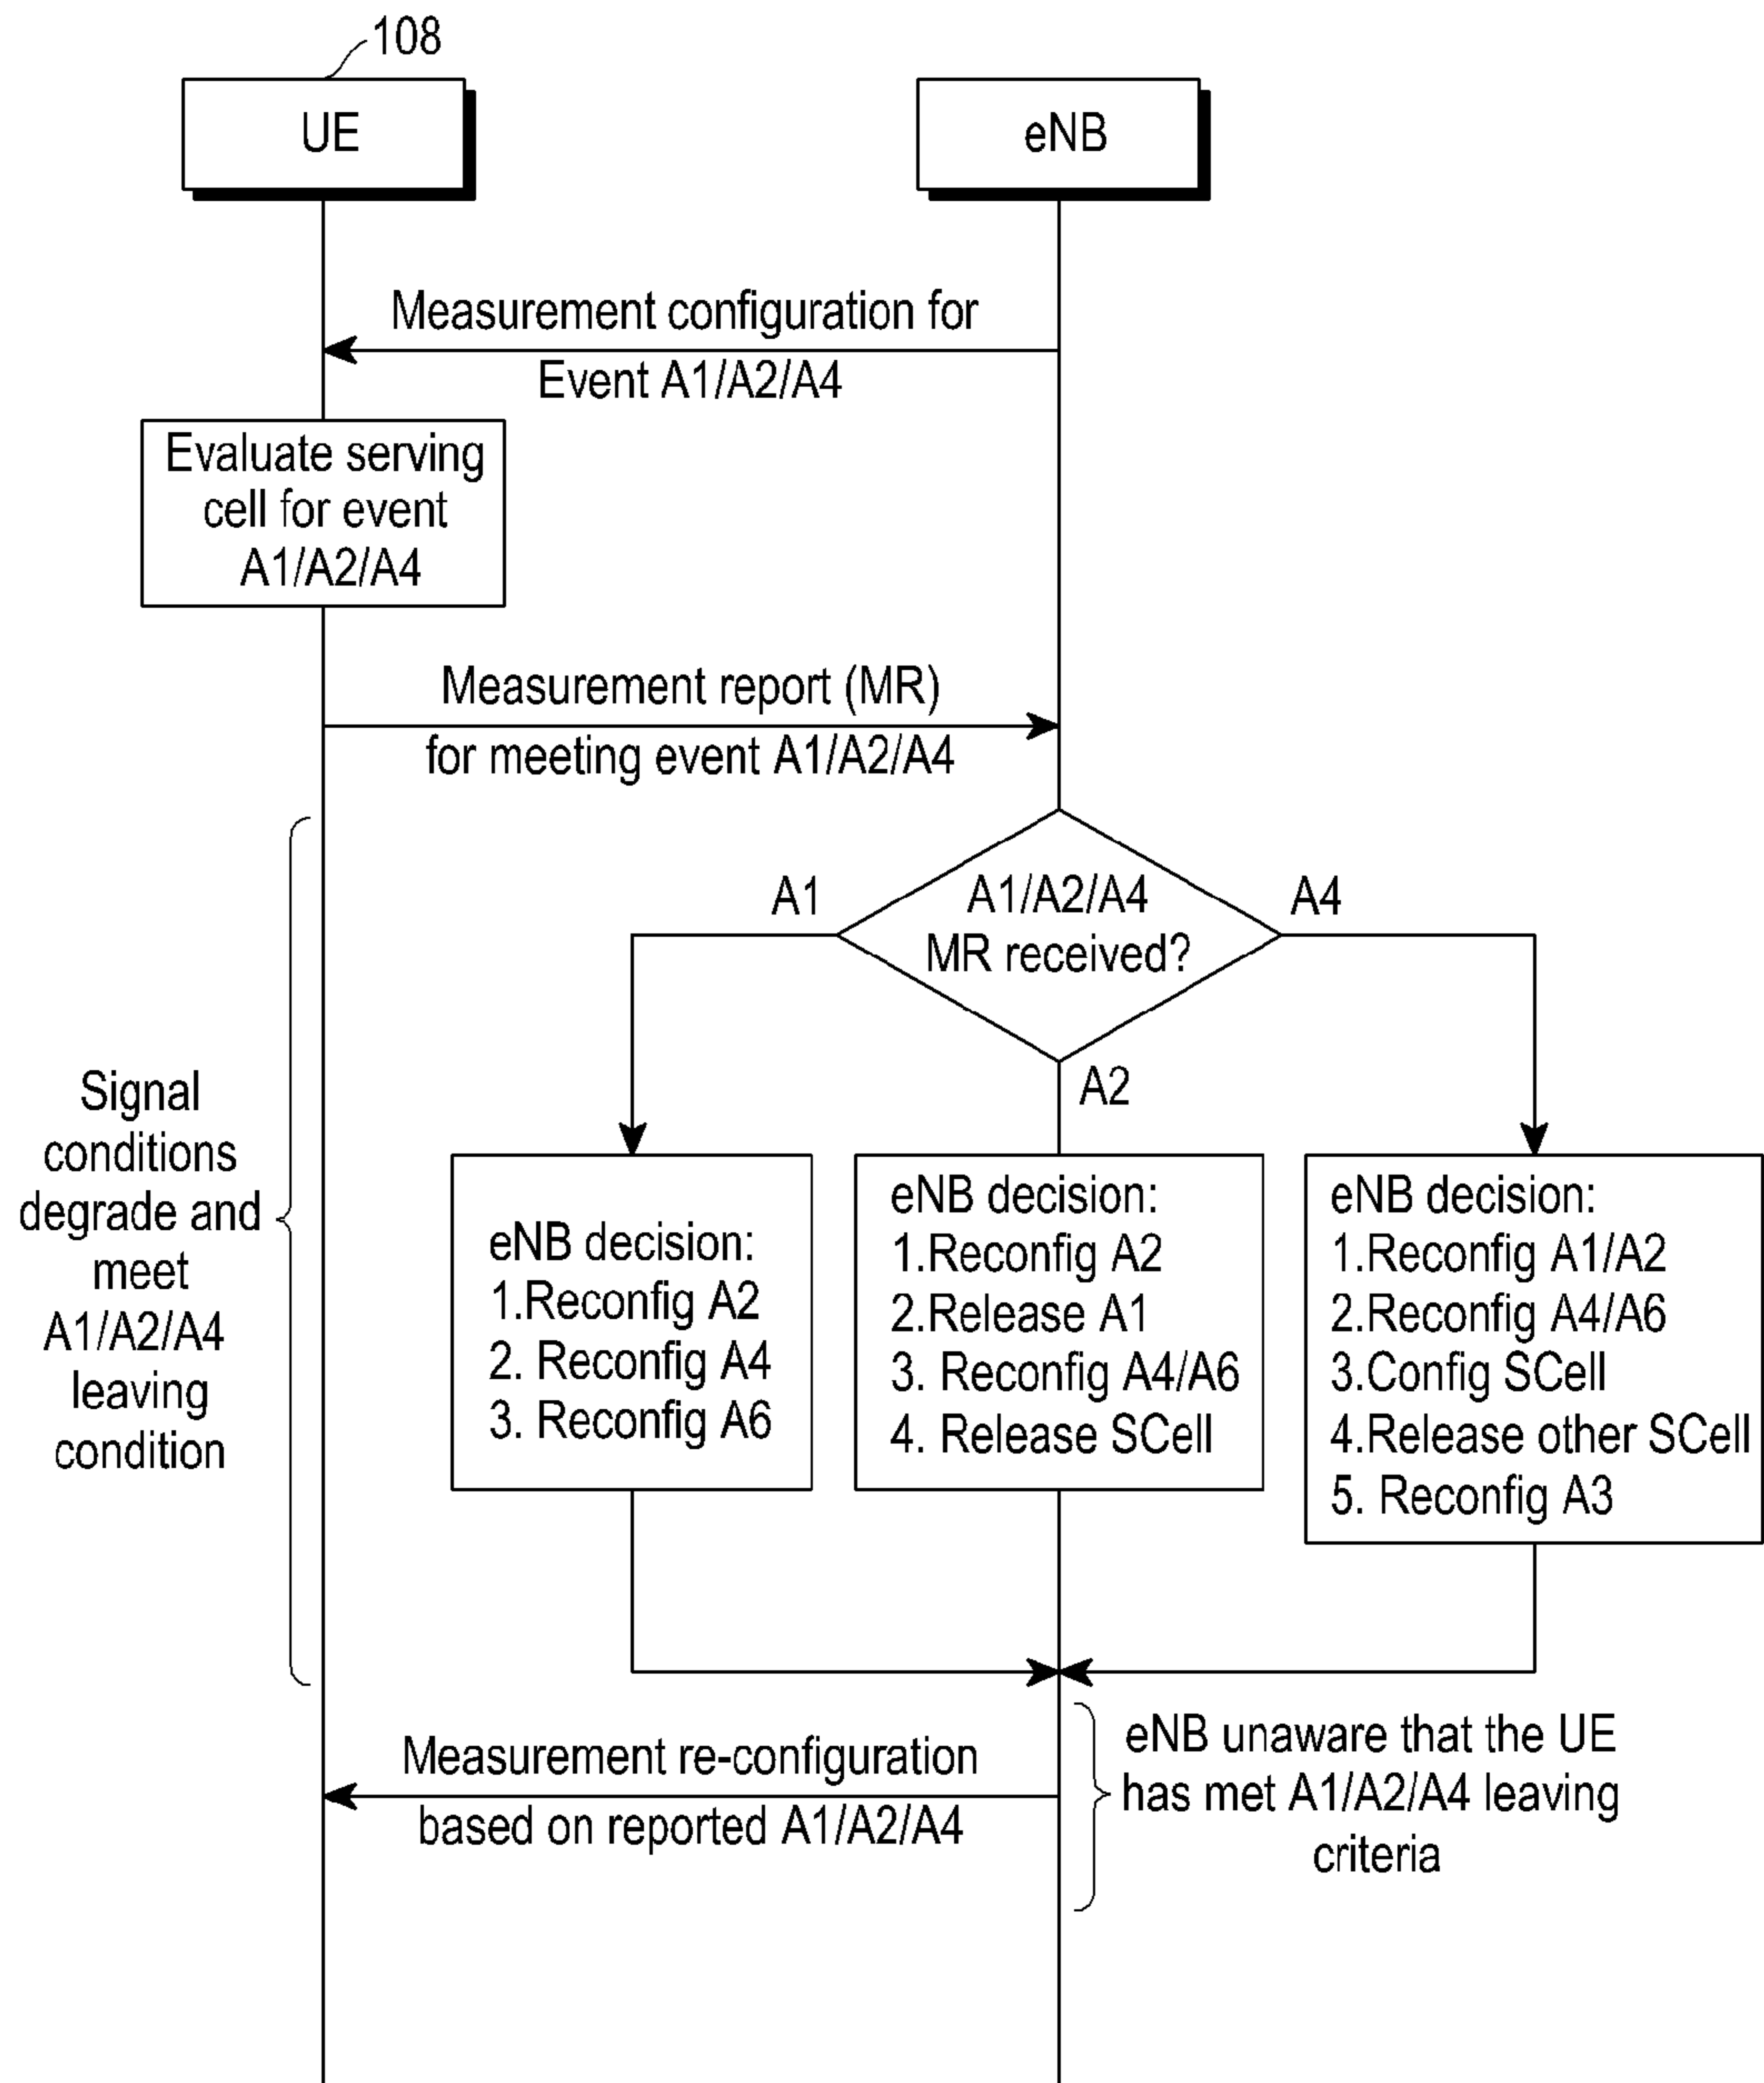 108
UE
eNB
Measurement configuration for
Event A1/A2/A4
Evaluate serving
cell for event
A1/A2/A4
Measurement report (MR)
for meeting event A1/A2/A4
A1
A1/A2/A4
MR received?
A4
A2
Signal
conditions
degrade and
meet
A1/A2/A4
leaving
condition
eNB decision:
1.Reconfig A2
2. Reconfig A4
3. Reconfig A6
eNB decision:
1.Reconfig A2
2.Release A1
3. Reconfig A4/A6
4. Release SCell
eNB decision:
1.Reconfig A1/A2
2.Reconfig A4/A6
3.Config SCell
4.Release other SCell
5. Reconfig A3
Measurement re-configuration
based on reported A1/A2/A4
eNB unaware that the UE
has met A1/A2/A4 leaving
criteria